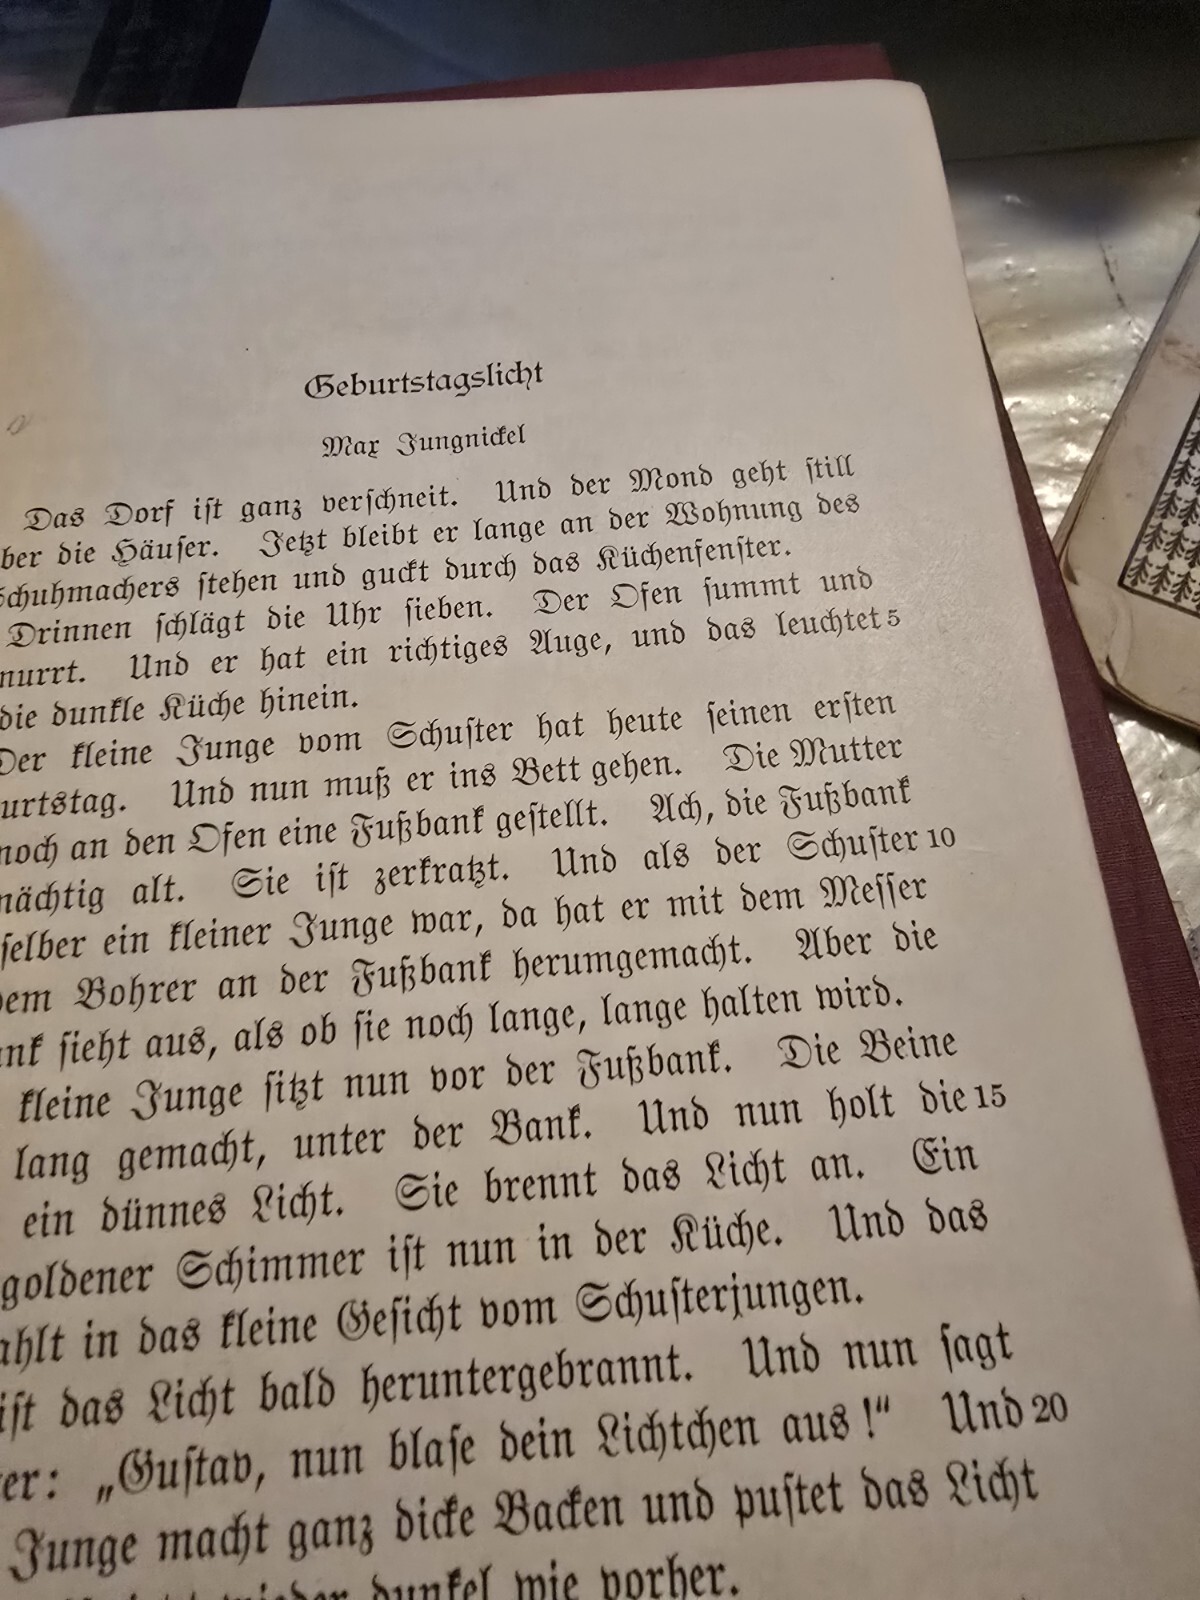 Geburtstagslicht
Max Jungnickel
Das Dorf iſt ganz verſchneit. Und der Mond geht ſtill
ber die Häuſer. Jetzt bleibt er lange an der Wohnung des
Schuhmachers ſtehen und guckt durch das Küchenfenſter.
Drinnen ſchlägt die Uhr ſieben. Der Ofen ſummt und
nurrt. Und er hat ein richtiges Auge, und das leuchtet 5
die dunkle Küche hinein.
Der kleine Junge vom Schuſter hat heute ſeinen erſten
urtstag. Und nun muß er ins Bett gehen. Die Mutter
noch an den Ofen eine Fußbank geſtellt. Ach, die Fußbank
mächtig alt. Sie iſt zerkratzt. Und als der Schuſter 10
ſelber ein kleiner Junge war, da hat er mit dem Meſſer
dem Bohrer an der Fußbank herumgemacht. Aber die
ank ſieht aus, als ob ſie noch lange, lange halten wird.
kleine Junge ſitzt nun vor der Fußbank. Die Beine
lang gemacht, unter der Bank. Und nun holt die 15
ein dünnes Licht. Sie brennt das Licht an. Ein
goldener Schimmer iſt nun in der Küche. Und das
ahlt in das kleine Geſicht vom Schuſterjungen.
iſt das Licht bald heruntergebrannt. Und nun ſagt
er: „Guſtav, nun blaſe dein Lichtchen aus!“ Und 20
Junge macht ganz dicke Backen und puſtet das Licht
wieder dunkel wie vorher.